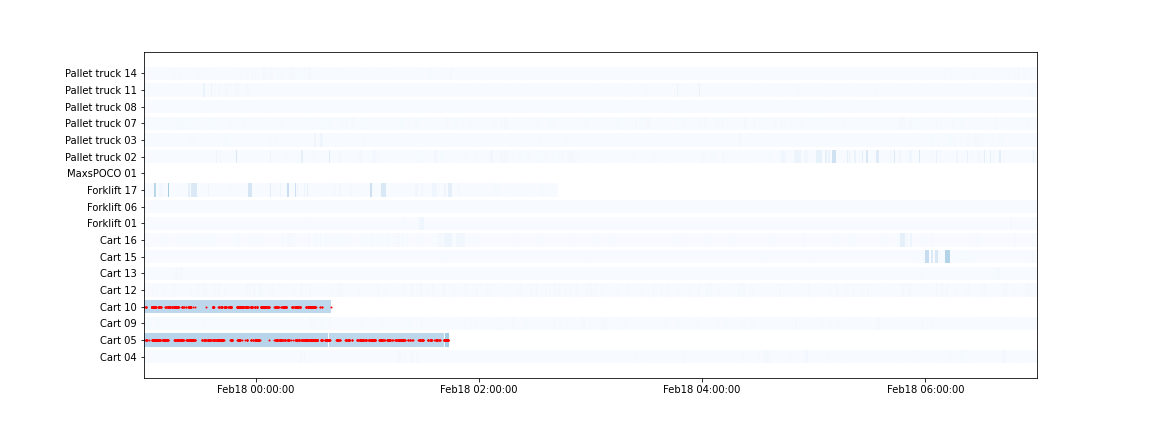 Pallet truck 14
Pallet truck 11
Pallet truck 08
Pallet truck 07
Pallet truck 03
Pallet truck 02
MaxsPOCO 01
Forklift 17
Forklift 06
Forklift 01
Cart 16
Cart 15
Cart 13
Cart 12
Cart 10
Cart 09
Cart 05
Cart 04
Feb18 00:00:00 Feb18 02:00:00 Feb18 04:00:00 Feb18 06:00:00